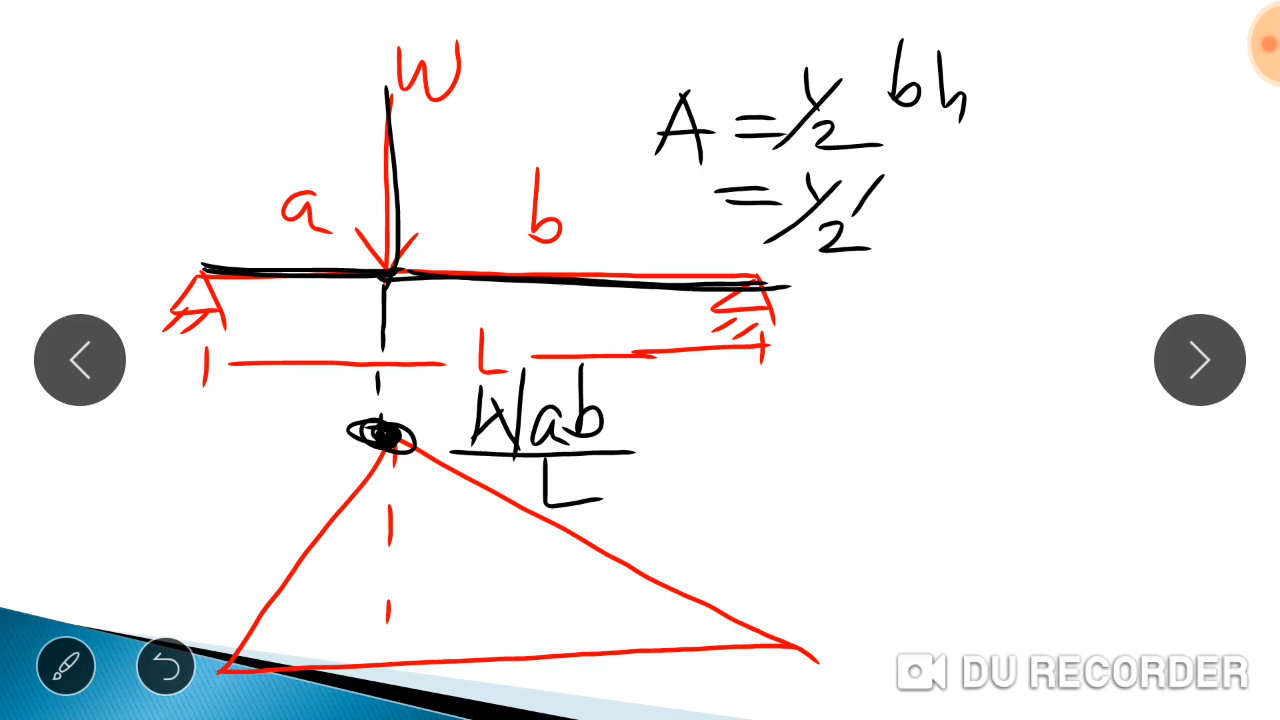 W
A = 1/2 bh
a
b
= 1/2
L
Wab
L
DU RECORDER